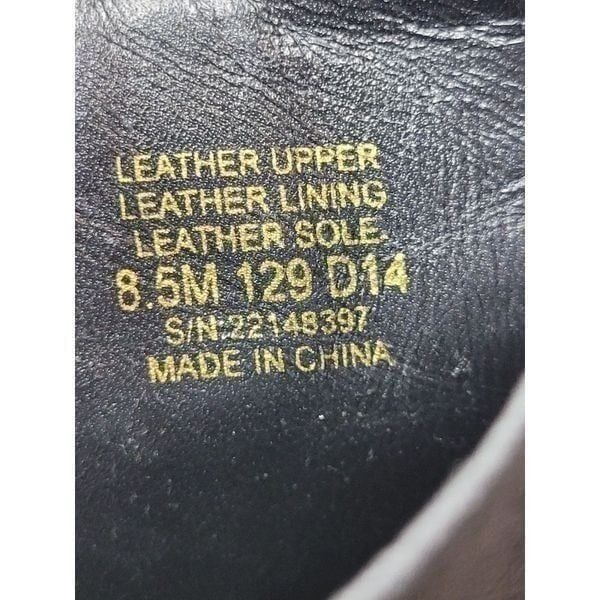 LEATHER UPPER
LEATHER LINING
LEATHER SOLE.
8.5M 129 D14
S/N:22148397
MADE IN CHINA